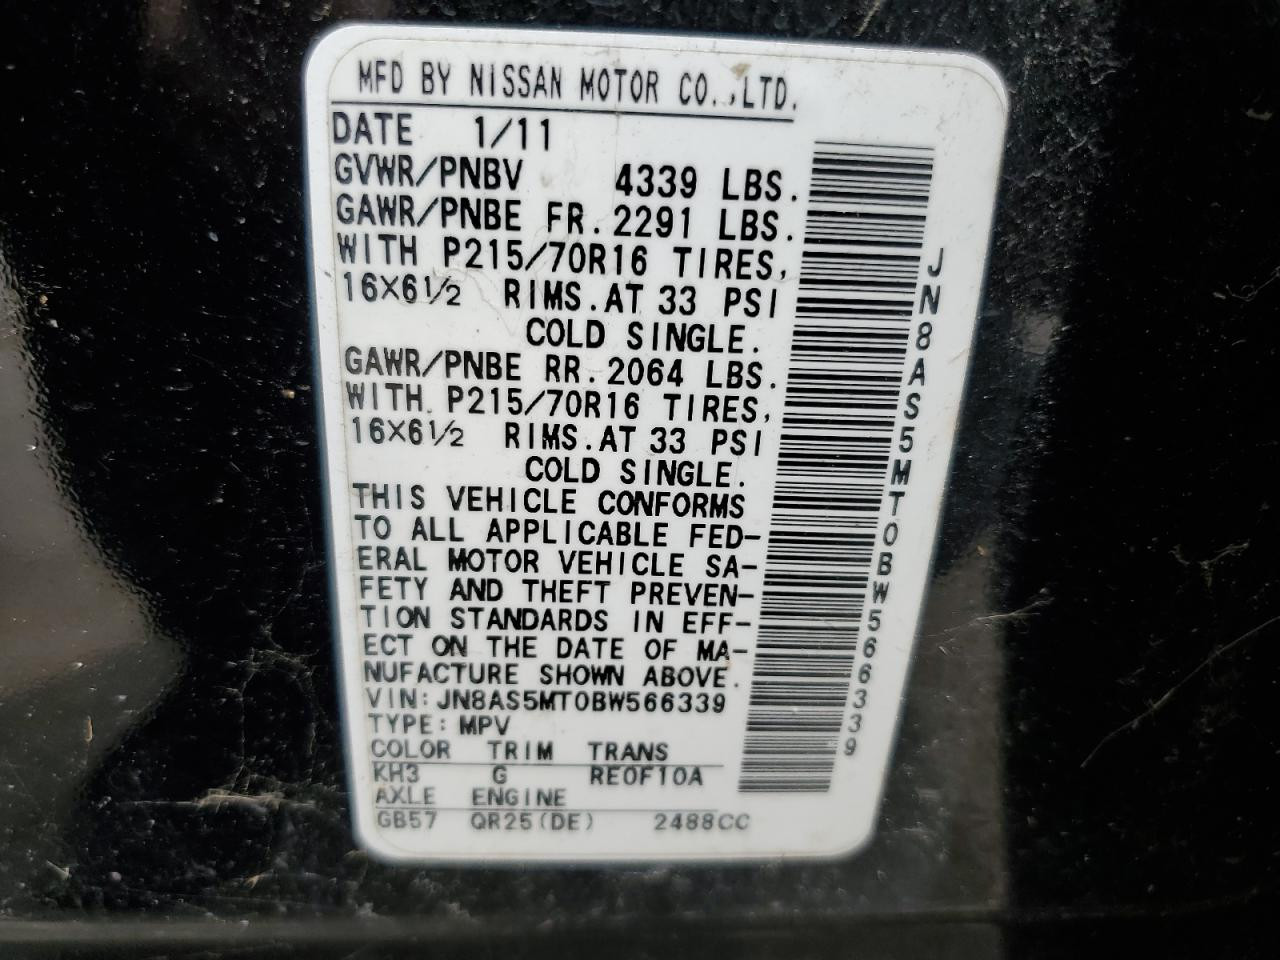 MFD BY NISSAN MOTOR CO.,LTD.
DATE 1/11
GVWR/PNBV 4339 LBS.
GAWR/PNBE FR. 2291 LBS.
WITH P215/70R16 TIRES,
16X6½ RIMS. AT 33 PSI
COLD SINGLE.
GAWR/PNBE RR. 2064 LBS.
WITH P215/70R16 TIRES,
16X6½ RIMS. AT 33 PSI
COLD SINGLE.
THIS VEHICLE CONFORMS
TO ALL APPLICABLE FED-
ERAL MOTOR VEHICLE SA-
FETY AND THEFT PREVEN-
TION STANDARDS IN EFF-
ECT ON THE DATE OF MA-
NUFACTURE SHOWN ABOVE.
VIN: JN8AS5MT0BW566339
TYPE: MPV
COLOR TRIM TRANS
KH3 G RE0F10A
AXLE ENGINE
GB57 QR25(DE) 2488CC
JN8AS5MT0BW566339